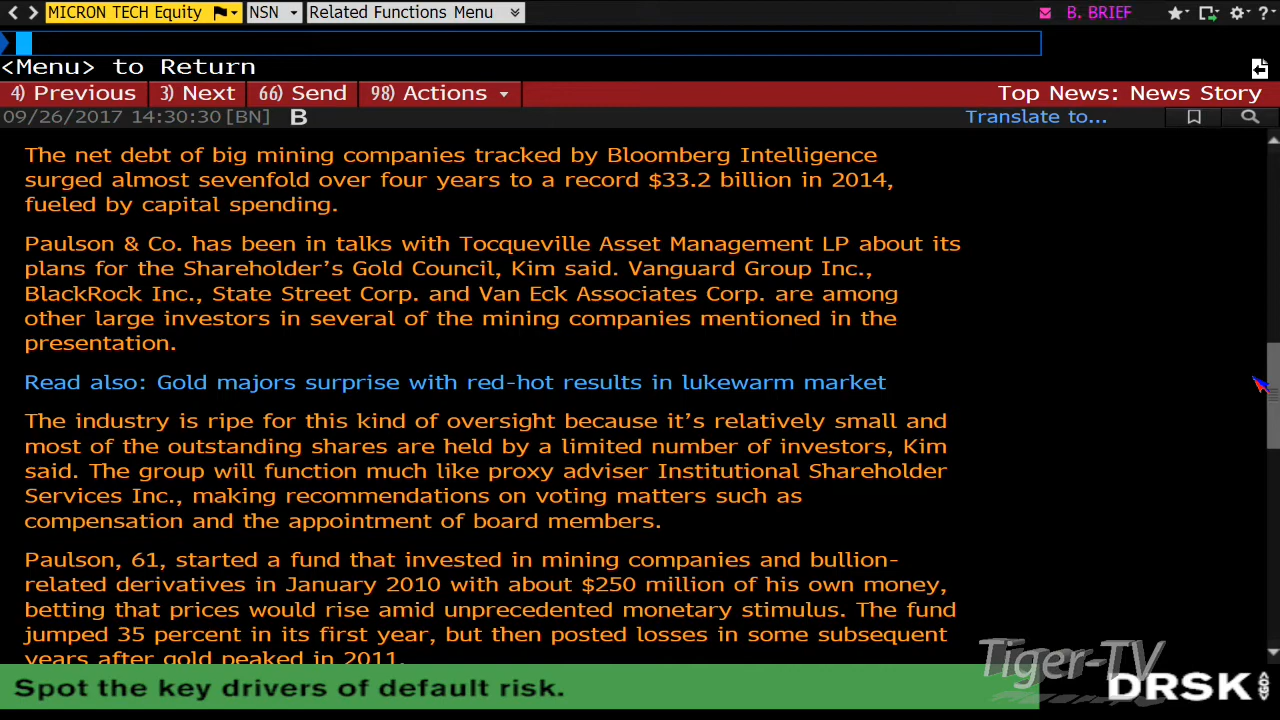 MICRON TECH Equity NSN Related Functions Menu B. BRIEF ?
<Menu> to Return
4) Previous 3) Next 66) Send 98) Actions Top News: News Story
09/26/2017 14:30:30 [BN] B Translate to...
The net debt of big mining companies tracked by Bloomberg Intelligence
surged almost sevenfold over four years to a record $33.2 billion in 2014,
fueled by capital spending.
Paulson & Co. has been in talks with Tocqueville Asset Management LP about its
plans for the Shareholder's Gold Council, Kim said. Vanguard Group Inc.,
BlackRock Inc., State Street Corp. and Van Eck Associates Corp. are among
other large investors in several of the mining companies mentioned in the
presentation.
Read also: Gold majors surprise with red-hot results in lukewarm market
The industry is ripe for this kind of oversight because it's relatively small and
most of the outstanding shares are held by a limited number of investors, Kim
said. The group will function much like proxy adviser Institutional Shareholder
Services Inc., making recommendations on voting matters such as
compensation and the appointment of board members.
Paulson, 61, started a fund that invested in mining companies and bullion-
related derivatives in January 2010 with about $250 million of his own money,
betting that prices would rise amid unprecedented monetary stimulus. The fund
jumped 35 percent in its first year, but then posted losses in some subsequent
years after gold peaked in 2011.
Tiger-TV
Spot the key drivers of default risk. DRSK <GO>